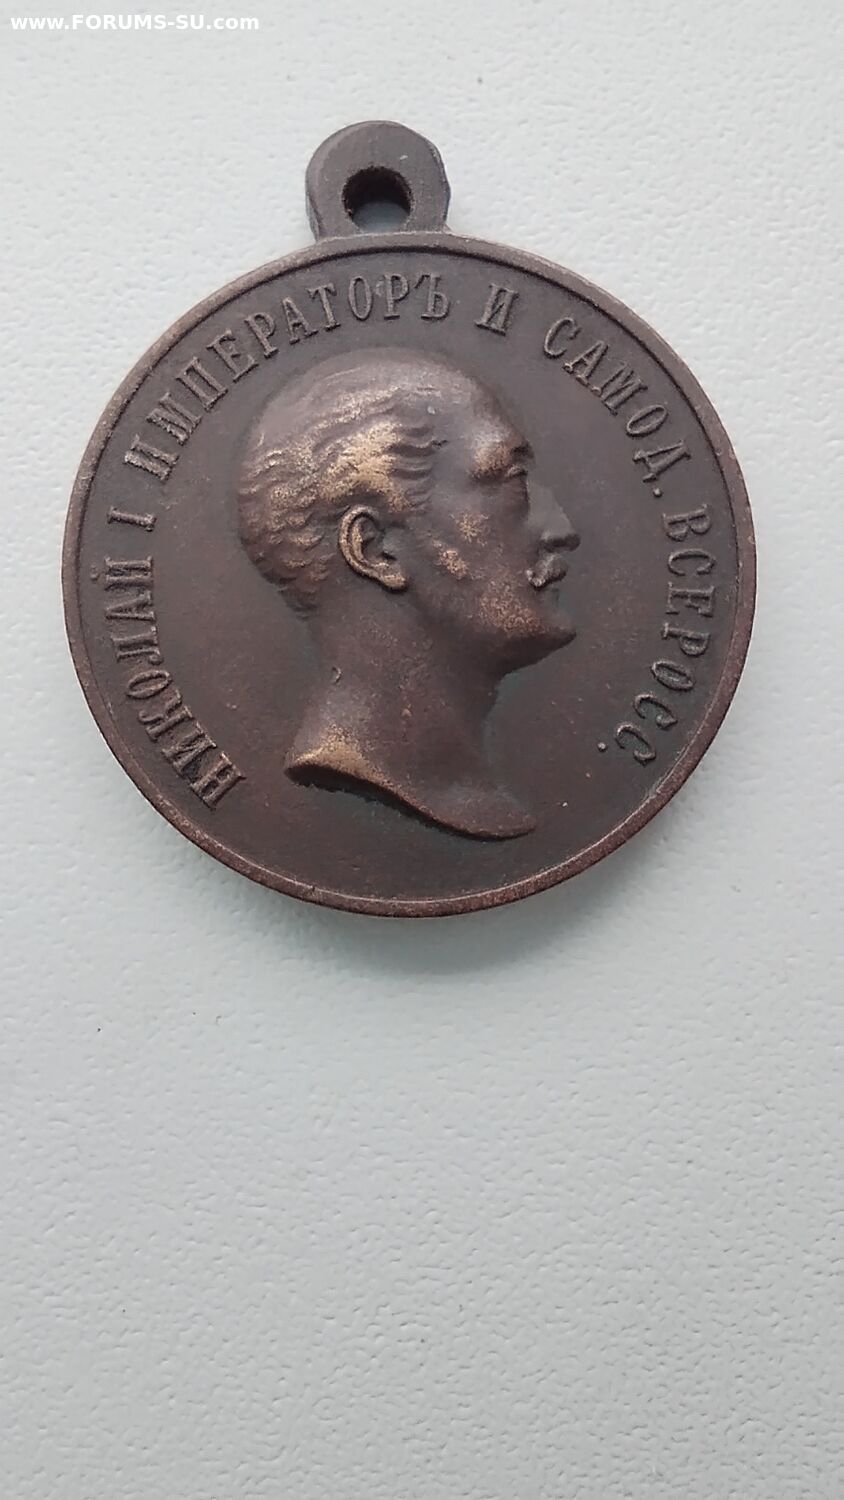 www.FORUMS-SU.com
НИКОЛАЙ I ИМПЕРАТОРЪ И САМОД. ВСЕРОСС.